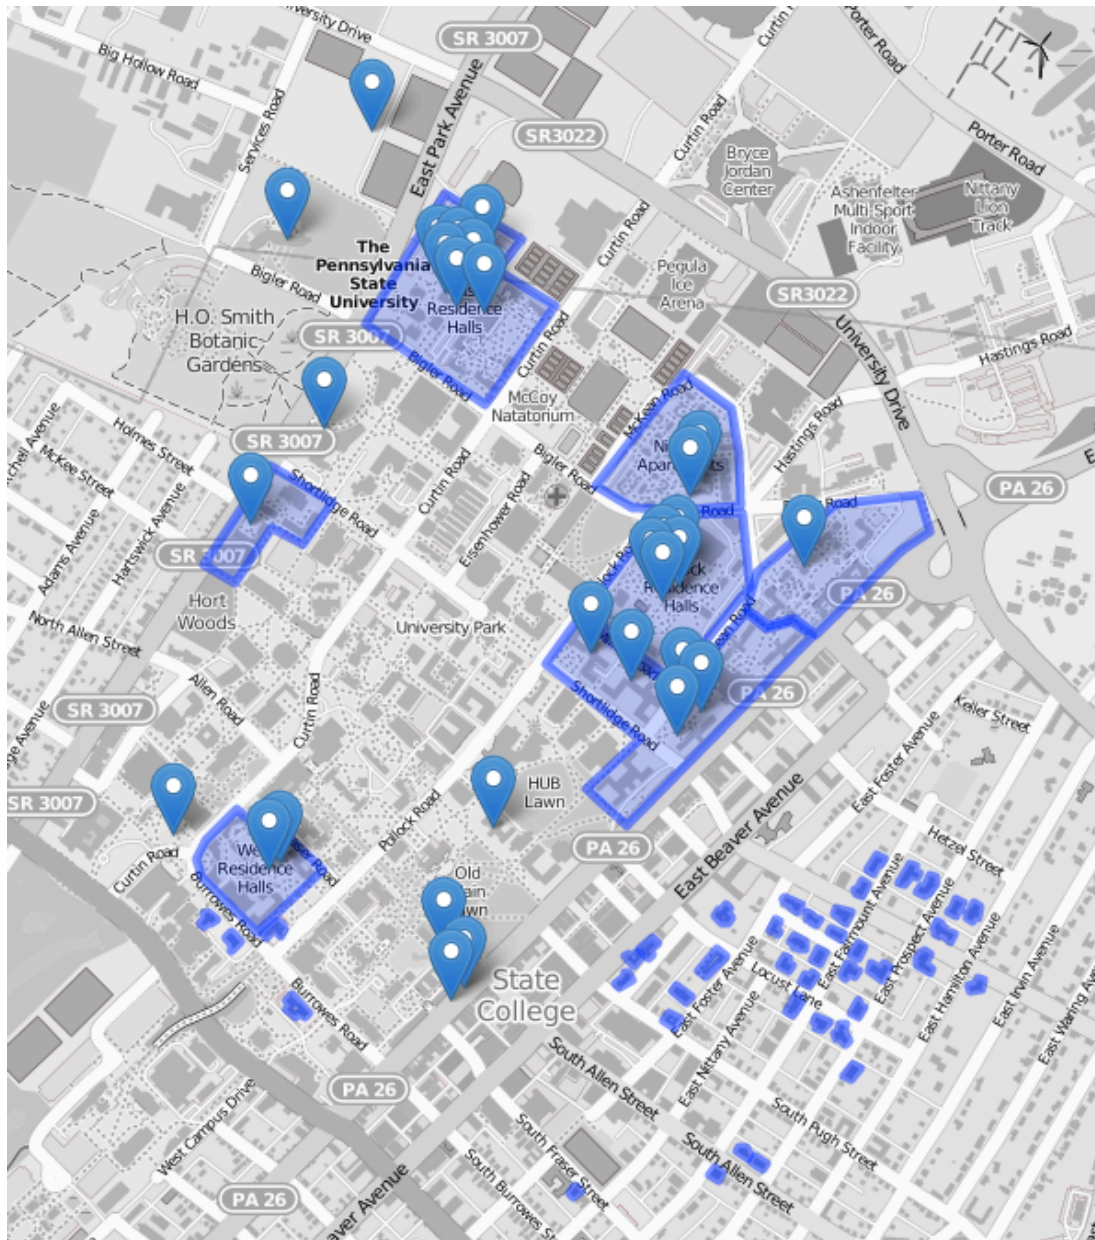 University Drive
SR 3007
Big Hollow Road
Curtin Road
Porter Road
Services Road
East Park Avenue
SR3022
Curtin Road
Porter Road
Bryce
Jordan
Center
Ashenfelter
Multi-Sport
Indoor
Facility
Nittany
Lion
Track
The
Pennsylvania
State
University
Curtin Road
Pegula
Ice
Arena
Bigler Road
SR3022
Residence
Halls
H.O. Smith
Botanic
Gardens
Curtin Road
University Drive
Hastings Road
Bigler Road
McCoy
Natatorium
McKean Road
Holmes Street
SR 3007
McKee Street
Hastings Road
Bigler Road
Shortlidge Road
Curtin Road
Hartswick Avenue
Adams Avenue
Eisenhower Road
PA 26
Road
Road
SR 3007
Residence
Halls
PA 26
Hort
Woods
North Allen Street
University Park
Allen Road
Shortlidge Road
PA 26
SR 3007
Curtin Road
Keller Street
East Foster Avenue
SR 3007
HUB
Lawn
Pollock Road
East Beaver Avenue
PA 26
Hetzel Street
Curtin Road
Residence
Halls
Old
Burrowes Road
East Fairmount Avenue
East Prospect Avenue
East Hamilton Avenue
East Irvin Avenue
East Waring Avenue
East Foster Avenue
Locust Lane
State
College
Burrowes Road
East Nittany Avenue
South Allen Street
PA 26
West Campus Drive
South Pugh Street
South Fraser Street
South Allen Street
PA 26